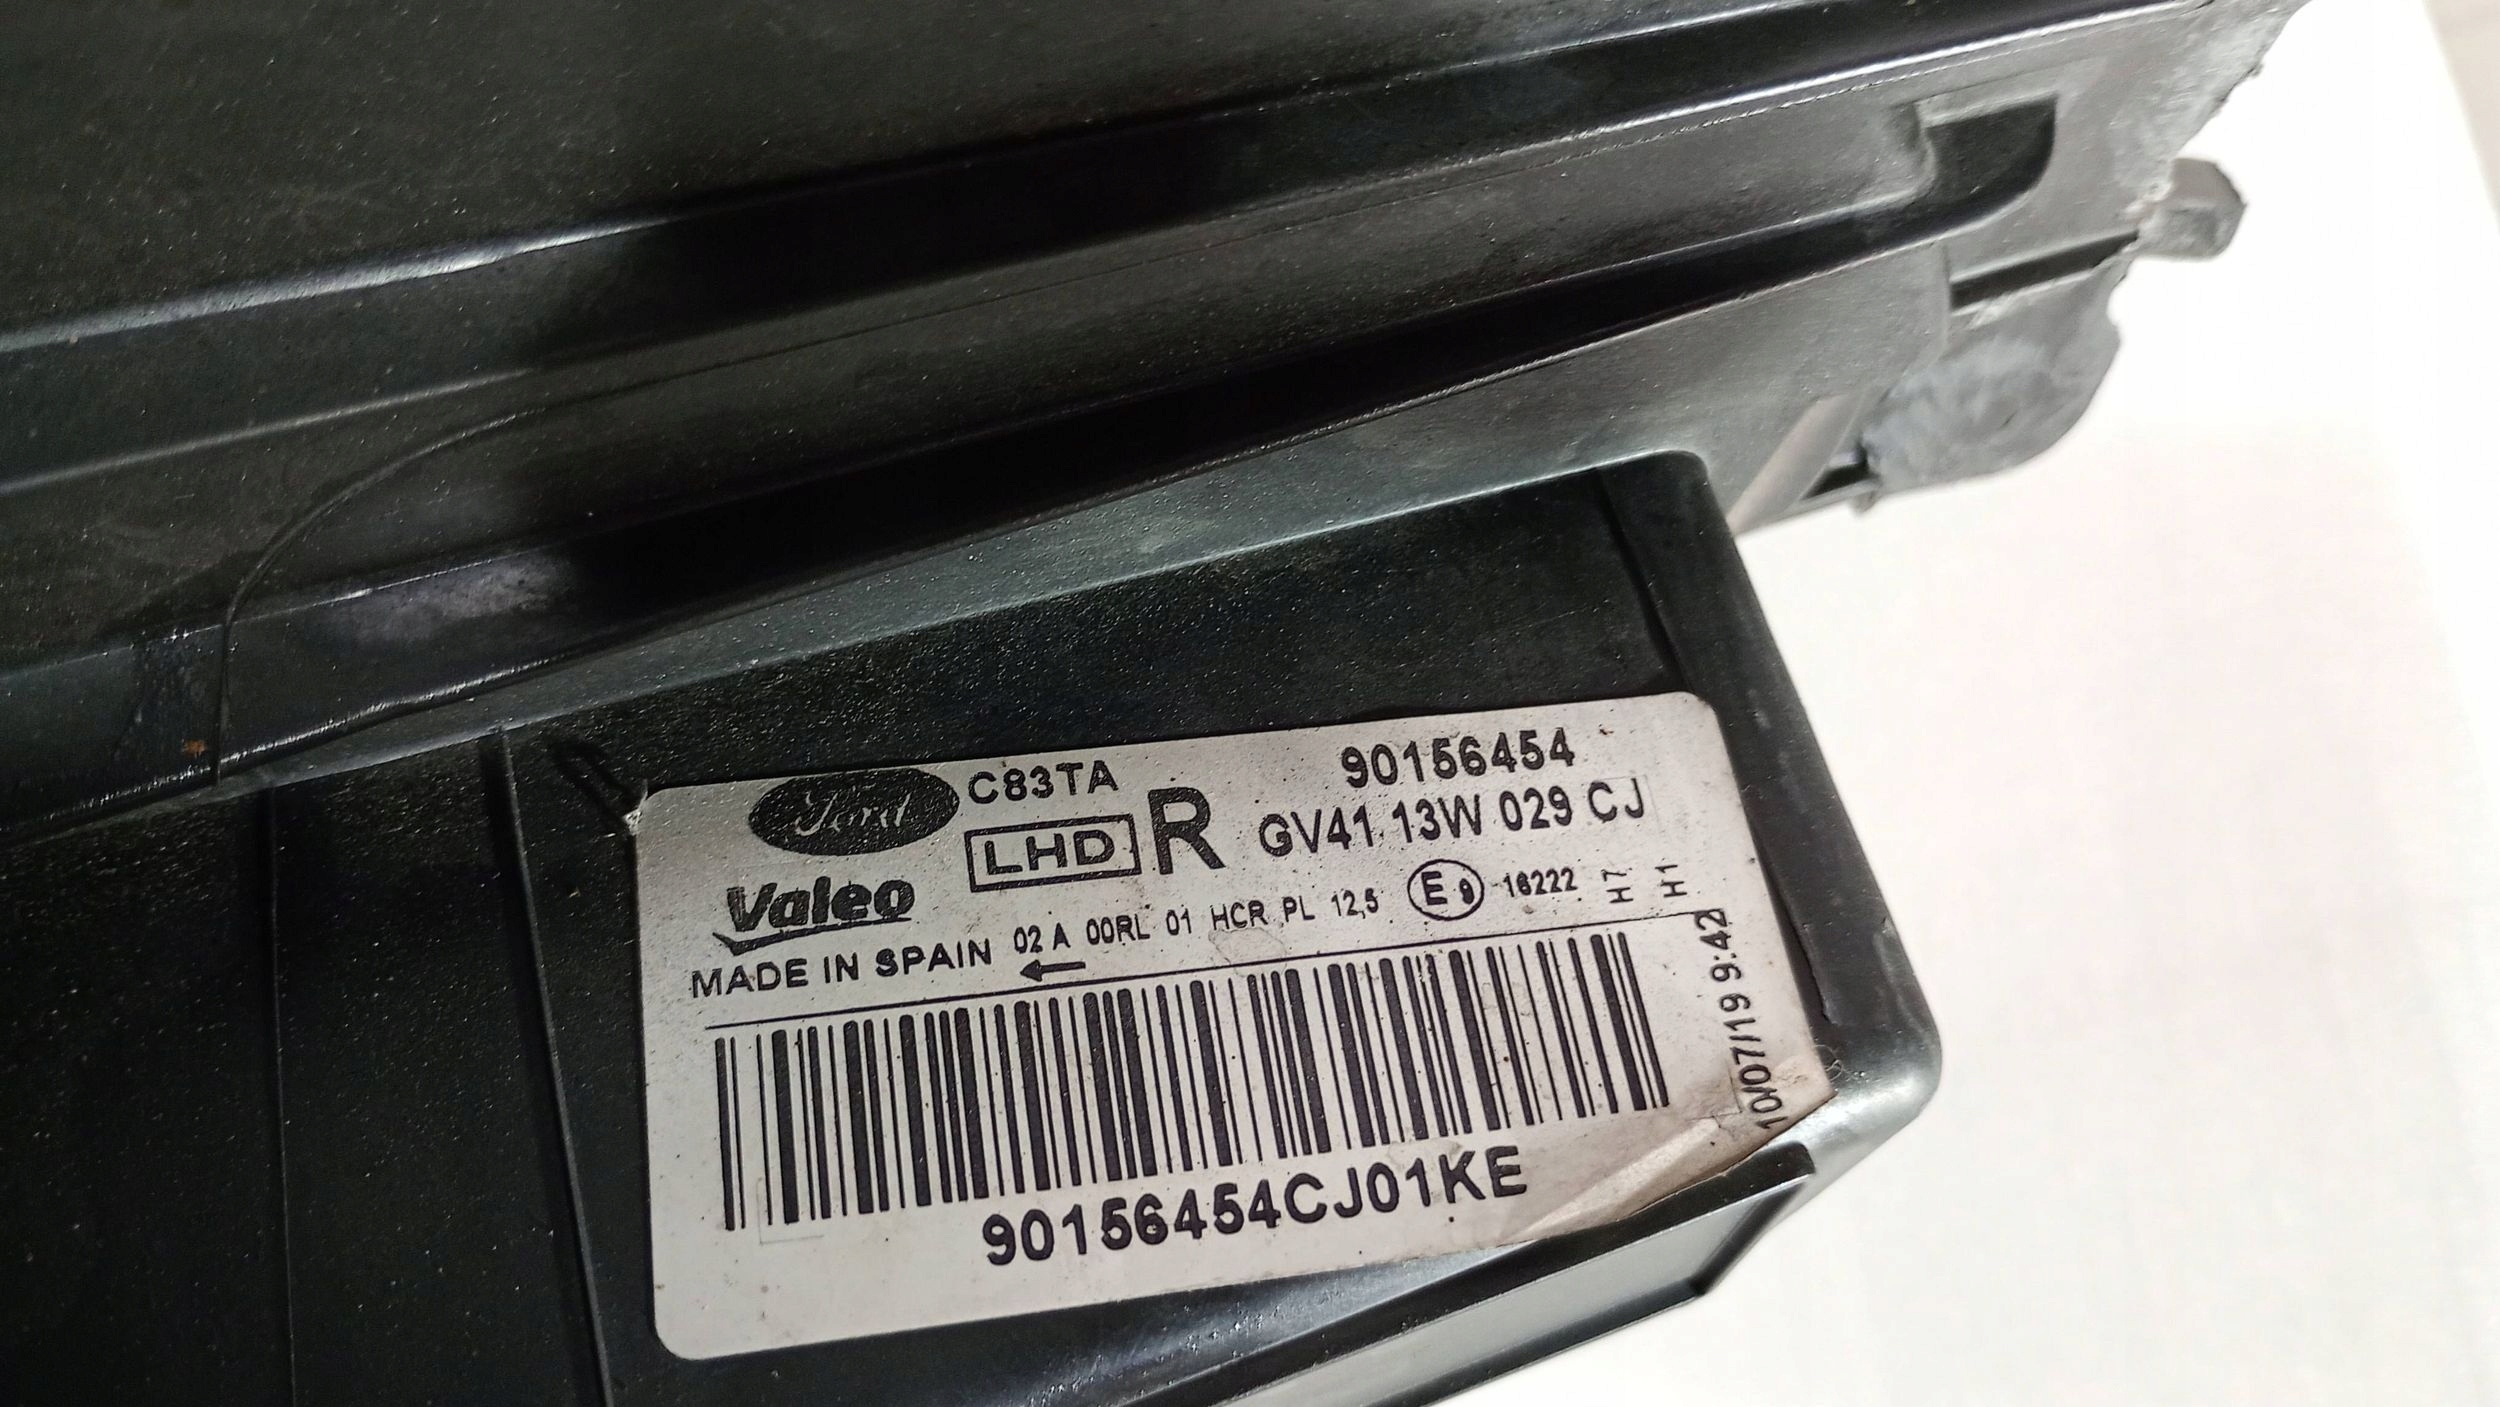 Ford C83TA 90156454
LHD R GV41 13W 029 CJ
Valeo
MADE IN SPAIN 02 A 00RL 01 HCR PL 12,5 E9 16222 H7 H1
10/07/19 9:42
90156454CJ01KE